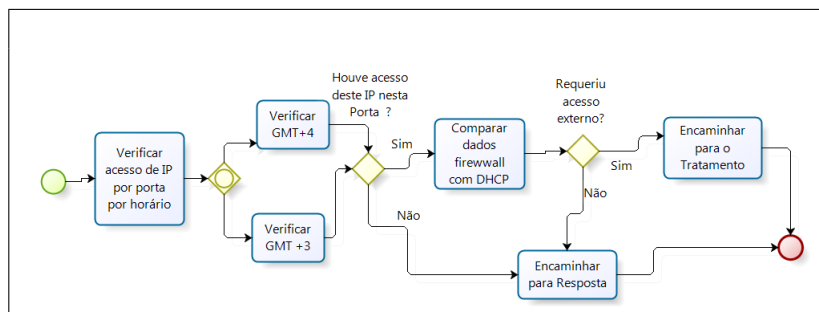 Verificar
acesso de IP
por porta
por horário
Verificar
GMT+4
Verificar
GMT +3
Houve acesso
deste IP nesta
Porta ?
Sim
Não
Comparar
dados
firewwall
com DHCP
Requeriu
acesso
externo?
Sim
Não
Encaminhar
para o
Tratamento
Encaminhar
para Resposta